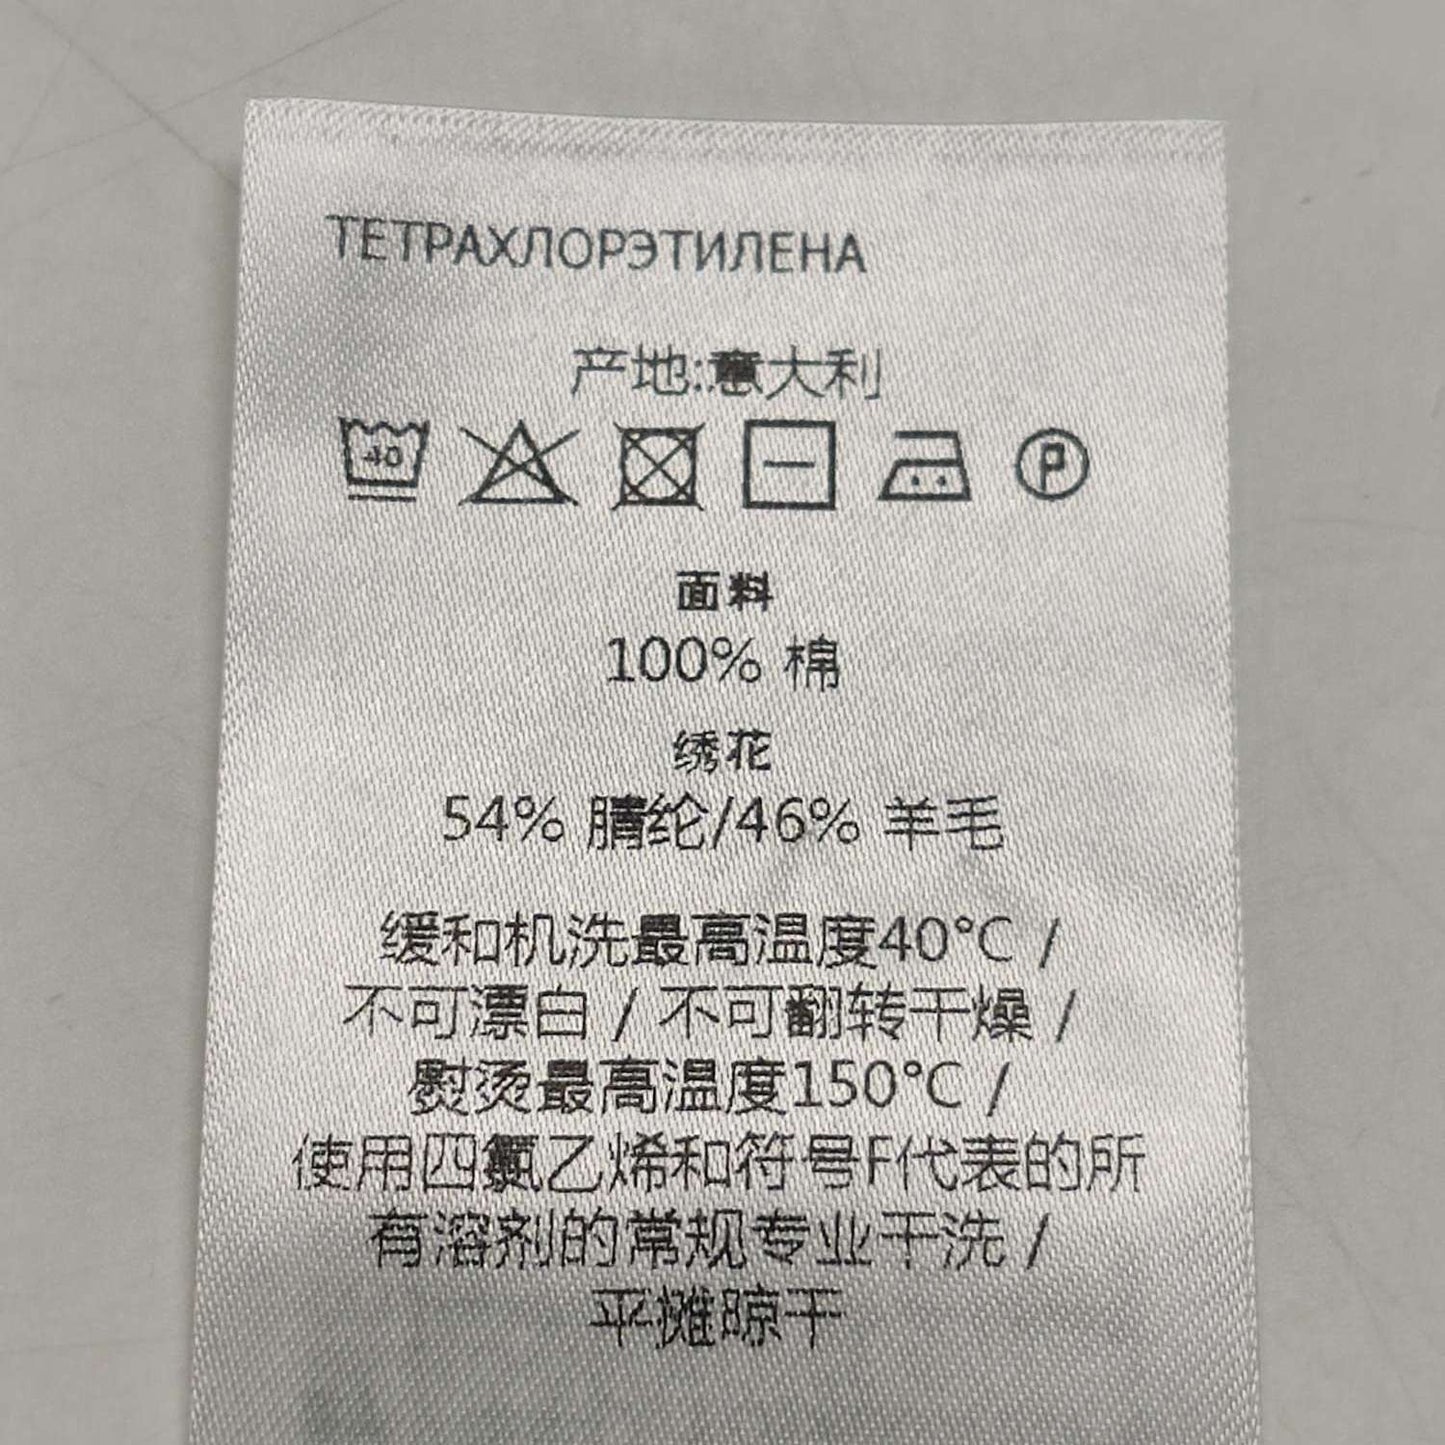 ТЕТРАХЛОРЭТИЛЕНА
产地:意大利
40 P
面料
100% 棉
绣花
54% 腈纶/46% 羊毛
缓和机洗最高温度40°C /
不可漂白 / 不可翻转干燥 /
熨烫最高温度150°C /
使用四氯乙烯和符号F代表的所
有溶剂的常规专业干洗 /
平摊晾干